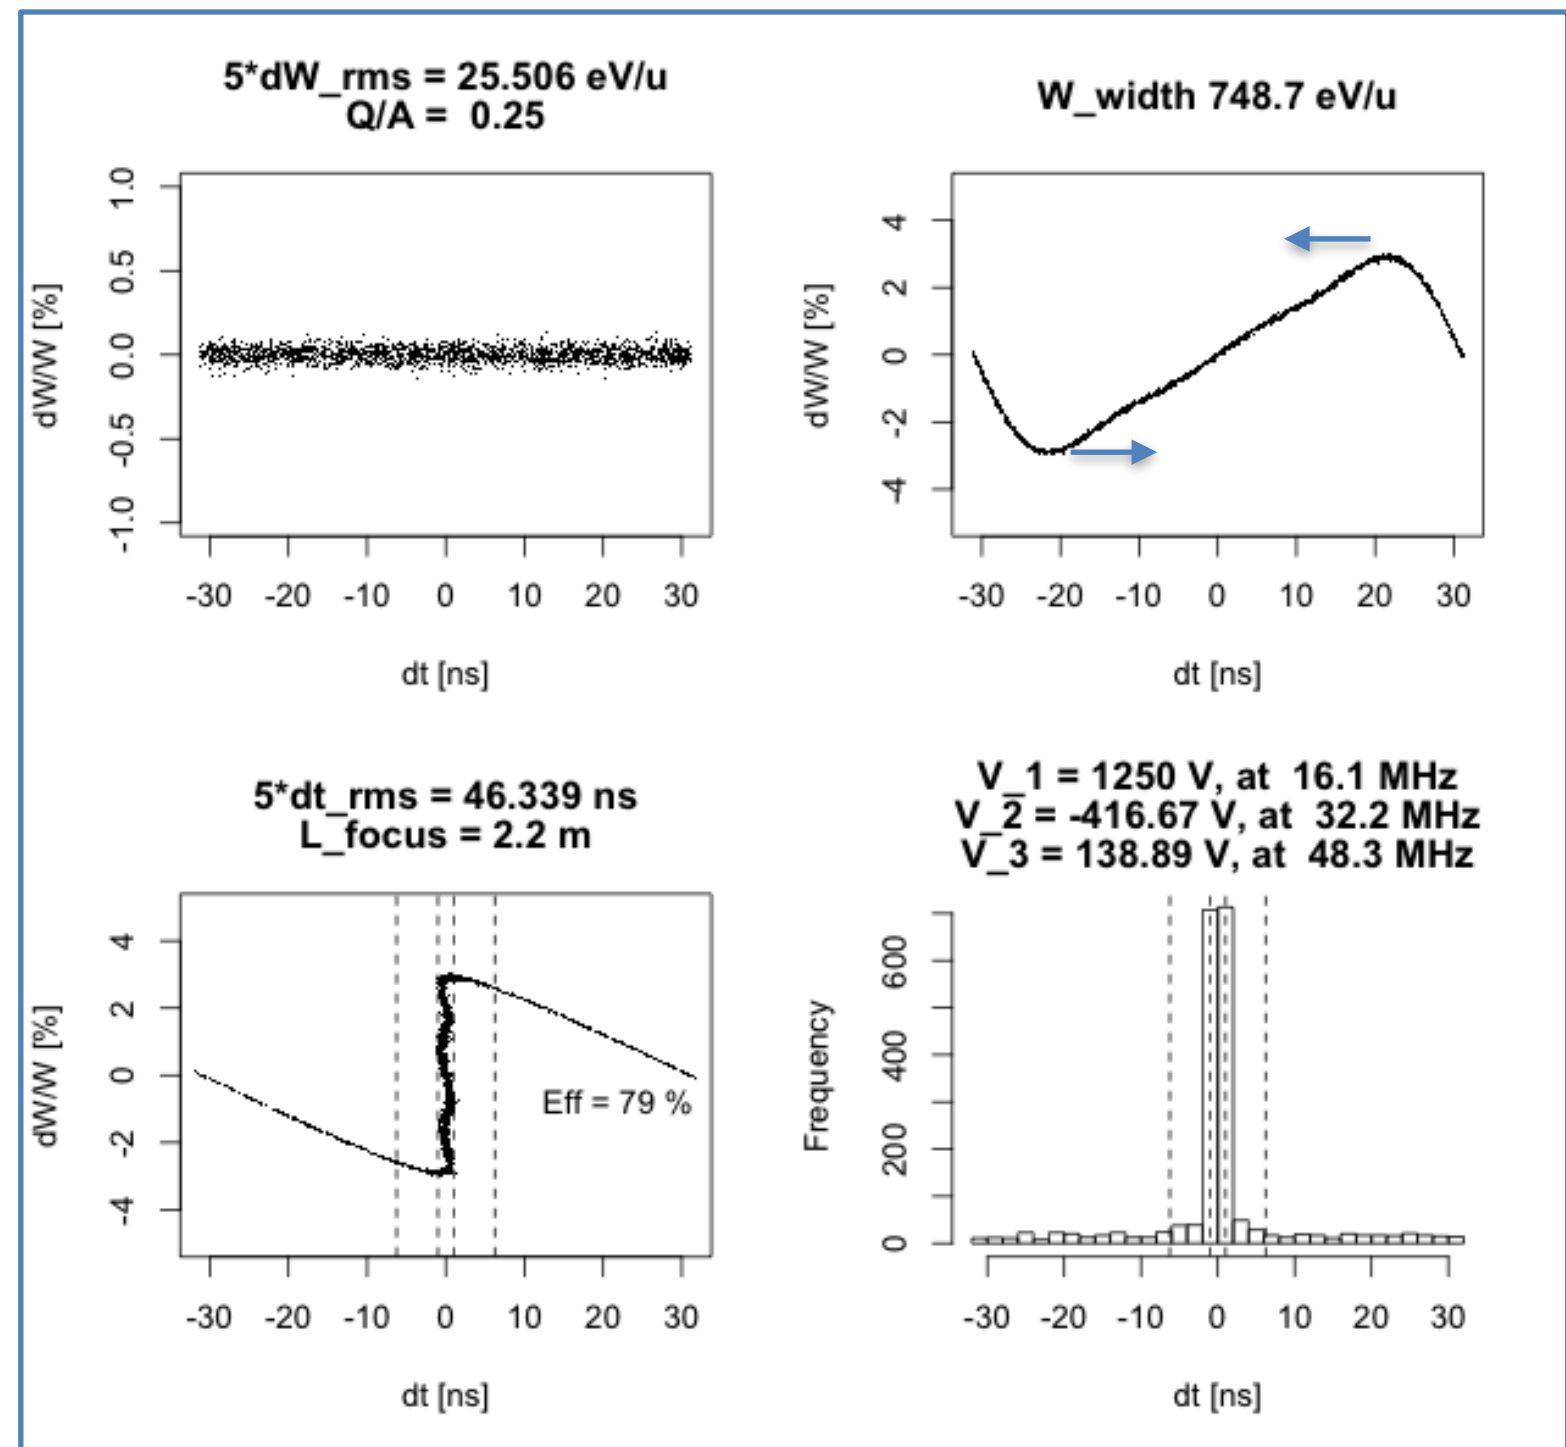 5*dW_rms = 25.506 eV/u
Q/A =  0.25
dW/W [%]
1.0
0.5
0.0
-0.5
-1.0
-30 -20 -10 0 10 20 30
dt [ns]
W_width 748.7 eV/u
dW/W [%]
4
2
0
-2
-4
-30 -20 -10 0 10 20 30
dt [ns]
5*dt_rms = 46.339 ns
L_focus = 2.2 m
dW/W [%]
4
2
0
-2
-4
Eff = 79 %
-30 -20 -10 0 10 20 30
dt [ns]
V_1 = 1250 V, at  16.1 MHz
V_2 = -416.67 V, at  32.2 MHz
V_3 = 138.89 V, at  48.3 MHz
Frequency
600
400
200
0
-30 -20 -10 0 10 20 30
dt [ns]